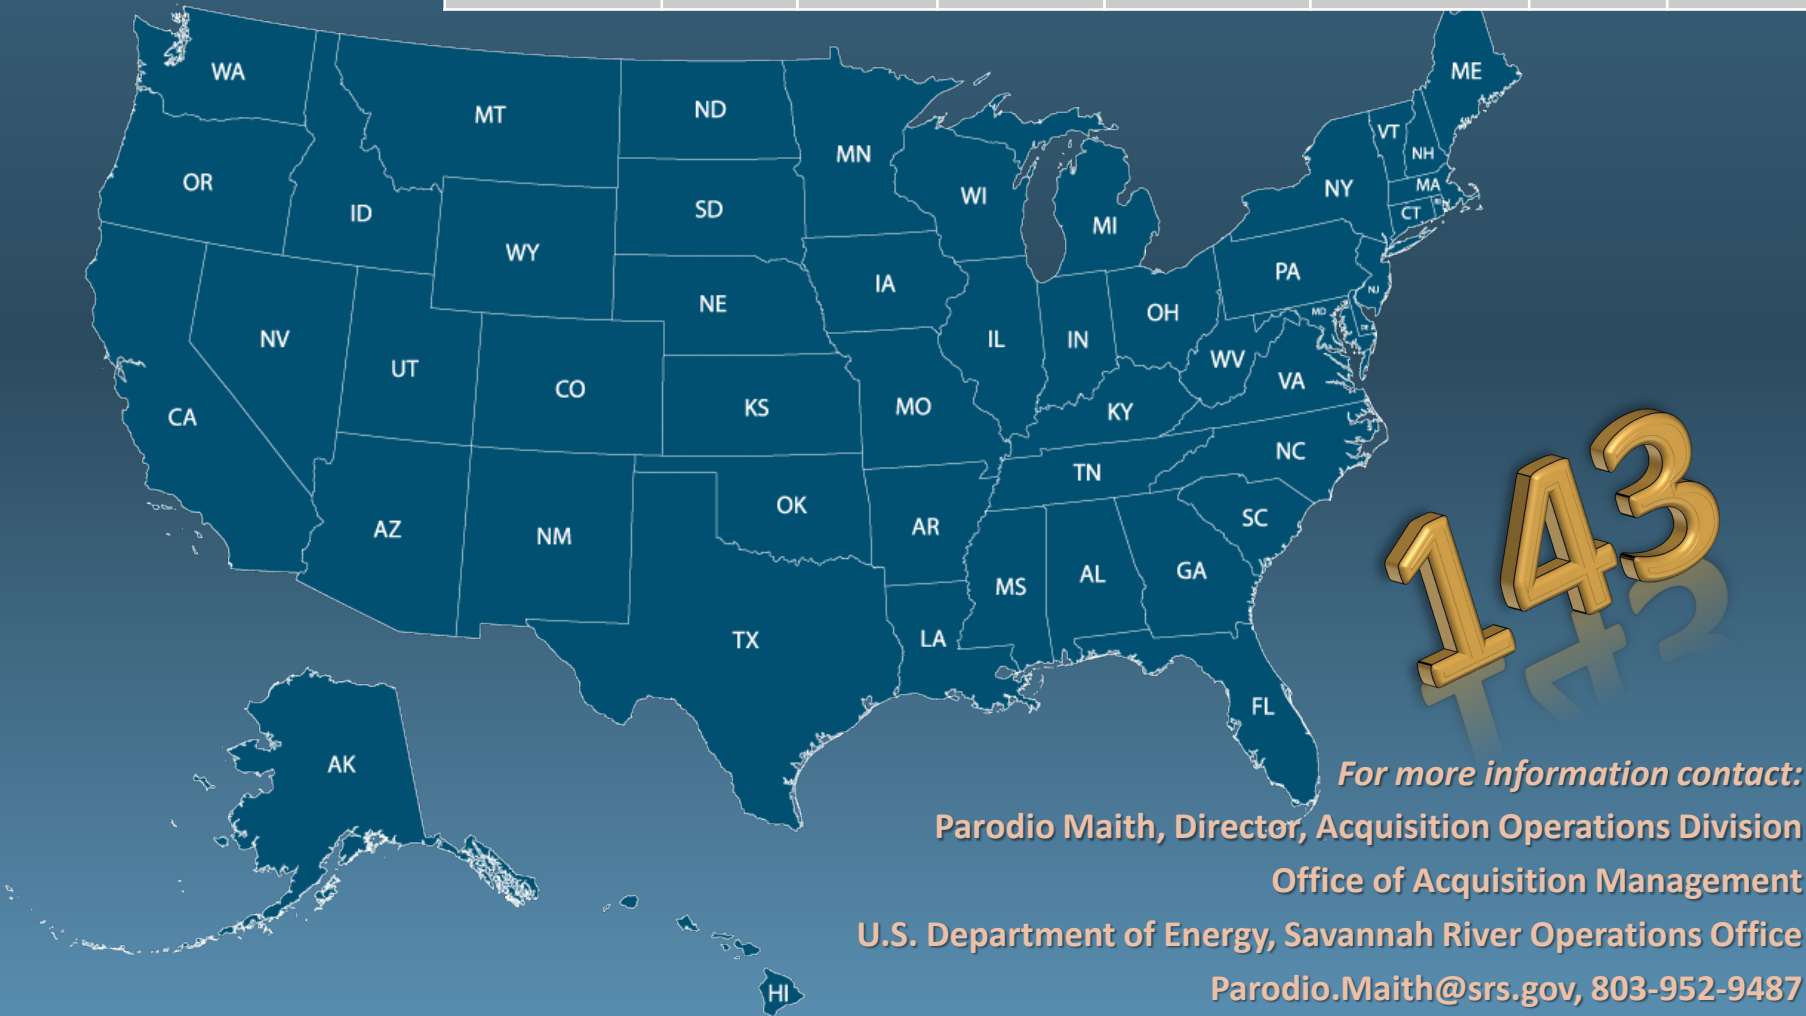 WA
MT
ND
MN
ME
VT
NH
OR
ID
SD
WI
MI
NY
MA
CT
RI
WY
IA
PA
NE
NJ
OH
MD
DE
NV
IL
IN
UT
CO
WV
VA
CA
KS
MO
KY
NC
TN
AZ
NM
OK
AR
SC
MS
AL
GA
143
TX
LA
FL
AK
HI
For more information contact:
Parodio Maith, Director, Acquisition Operations Division
Office of Acquisition Management
U.S. Department of Energy, Savannah River Operations Office
Parodio.Maith@srs.gov, 803-952-9487